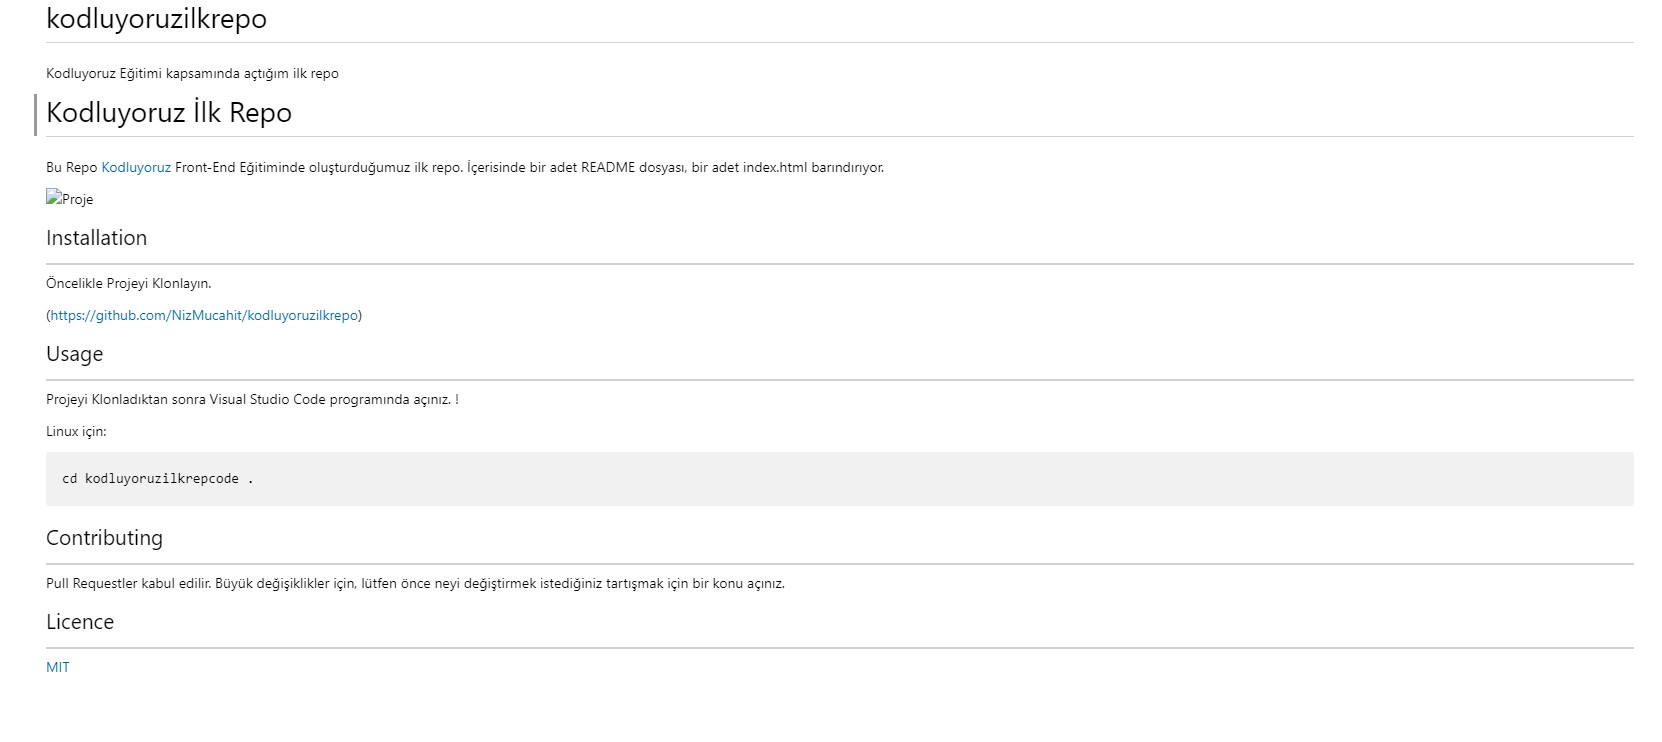 kodluyoruzilkrepo
Kodluyoruz Eğitimi kapsamında açtığım ilk repo
Kodluyoruz İlk Repo
Bu Repo Kodluyoruz Front-End Eğitiminde oluşturduğumuz ilk repo. İçerisinde bir adet README dosyası, bir adet index.html barındırıyor.
Proje
Installation
Öncelikle Projeyi Klonlayın.
(https://github.com/NizMucahit/kodluyoruzilkrepo)
Usage
Projeyi Klonladıktan sonra Visual Studio Code programında açınız. !
Linux için:
cd kodluyoruzilkrepcode .
Contributing
Pull Requestler kabul edilir. Büyük değişiklikler için, lütfen önce neyi değiştirmek istediğiniz tartışmak için bir konu açınız.
Licence
MIT